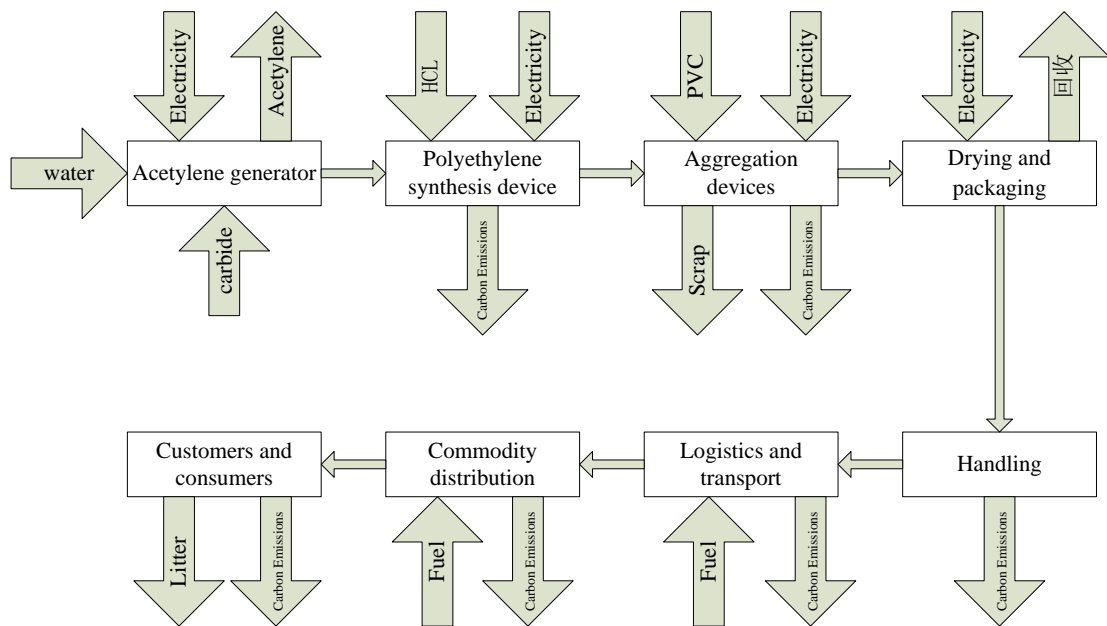 Electricity
Acetylene
HCL
Electricity
PVC
Electricity
Electricity
回收
water
Acetylene generator
Polyethylene
synthesis device
Aggregation
devices
Drying and
packaging
carbide
Carbon Emissions
Scrap
Carbon Emissions
Customers and
consumers
Commodity
distribution
Logistics and
transport
Handling
Litter
Carbon Emissions
Fuel
Carbon Emissions
Fuel
Carbon Emissions
Carbon Emissions